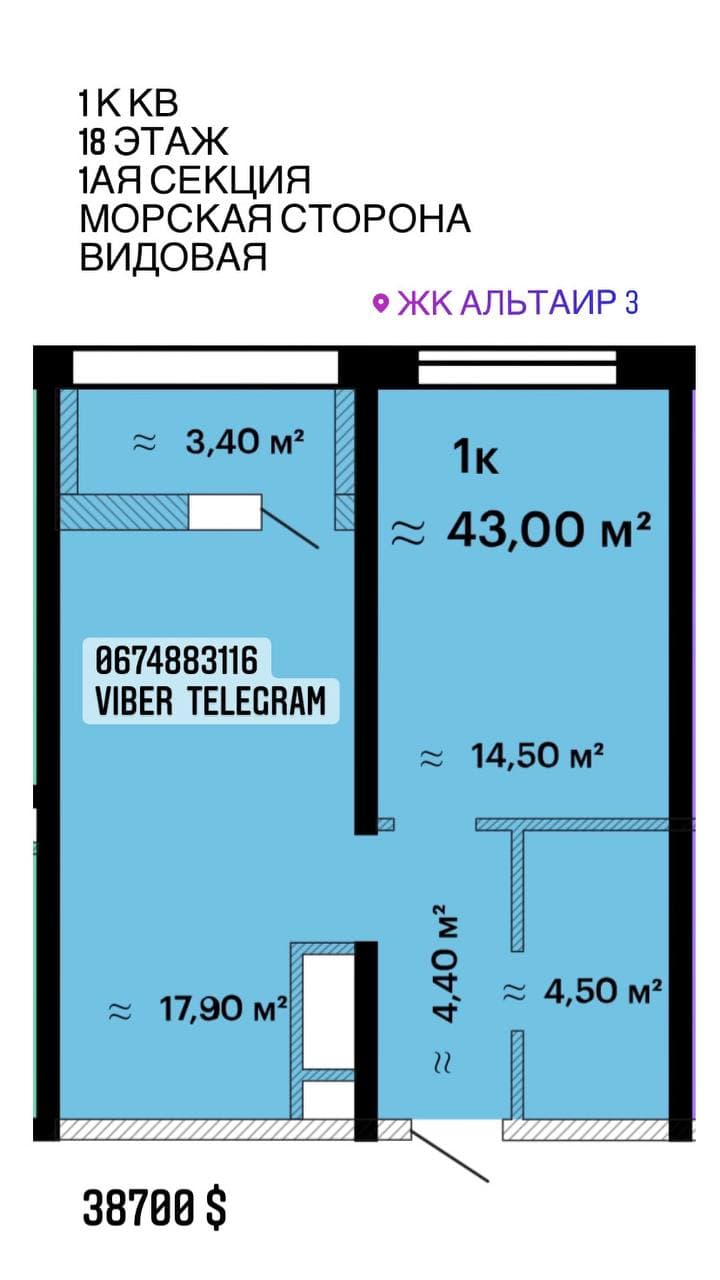 1К КВ
18 ЭТАЖ
1АЯ СЕКЦИЯ
МОРСКАЯ СТОРОНА
ВИДОВАЯ
ЖК АЛЬТАИР 3
≈ 3,40 м²
1к
≈ 43,00 м²
0674883116
VIBER TELEGRAM
≈ 14,50 м²
≈ 4,40 м²
≈ 4,50 м²
≈ 17,90 м²
38700 $